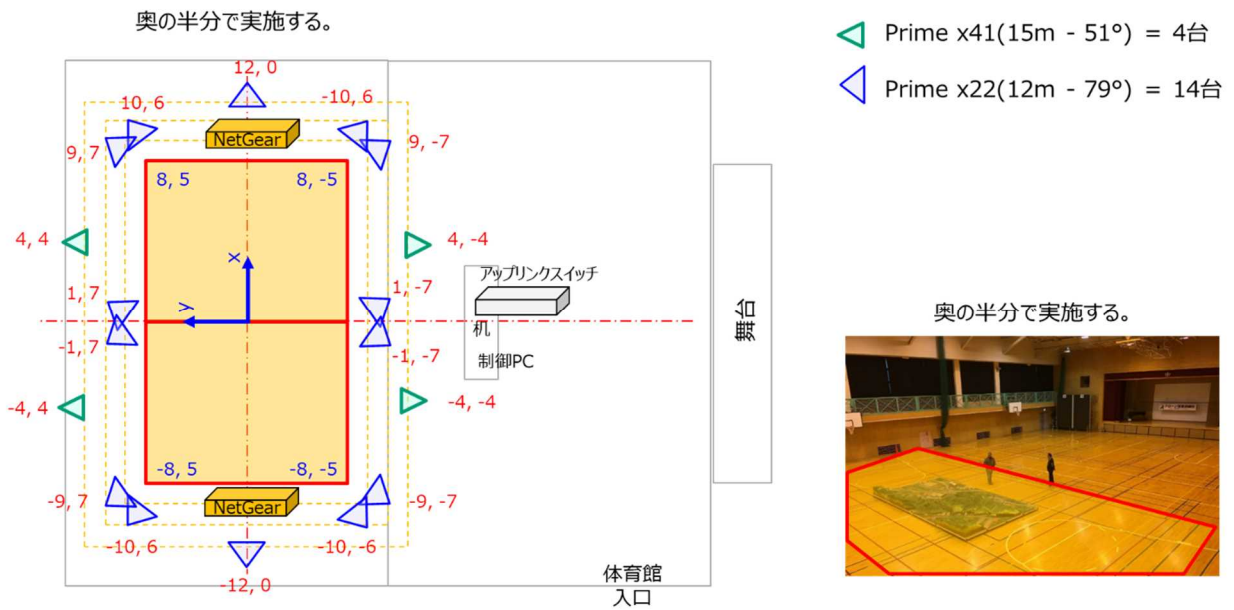 奥の半分で実施する。
Prime x41(15m - 51°) = 4台
Prime x22(12m - 79°) = 14台
12, 0
10, 6
-10, 6
NetGear
9, 7
9, -7
8, 5
8, -5
4, 4
4, -4
x
y
アップリンクスイッチ
1, 7
1, -7
机
-1, 7
-1, -7
制御PC
舞台
奥の半分で実施する。
-4, 4
-4, -4
-8, 5
-8, -5
-9, 7
-9, -7
NetGear
-10, 6
-10, -6
-12, 0
体育館
入口